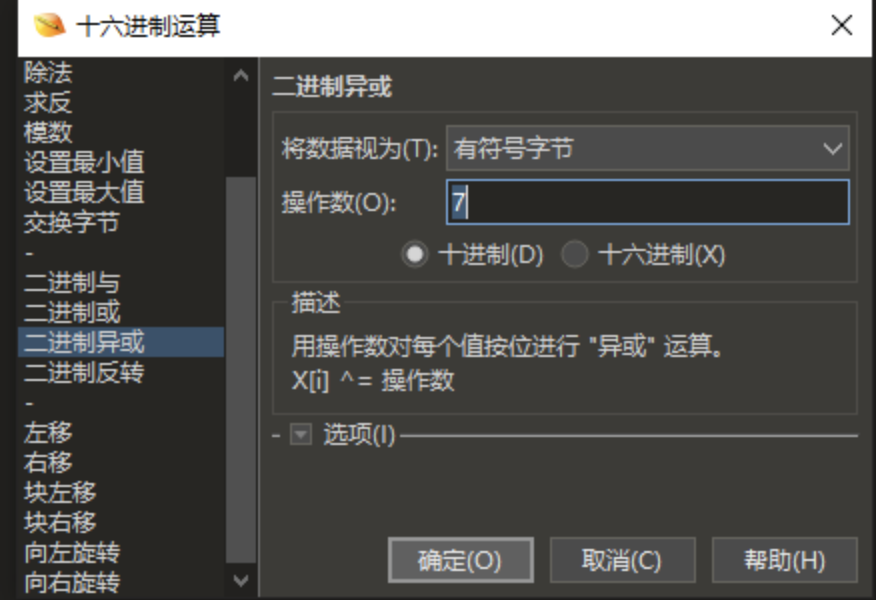 十六进制运算
除法
求反
模数
设置最小值
设置最大值
交换字节
-
二进制与
二进制或
二进制异或
二进制反转
-
左移
右移
块左移
块右移
向左旋转
向右旋转
二进制异或
将数据视为(T): 有符号字节
操作数(O): 7
十进制(D) 十六进制(X)
描述
用操作数对每个值按位进行 "异或" 运算。
X[i] ^= 操作数
选项(I)
确定(O) 取消(C) 帮助(H)